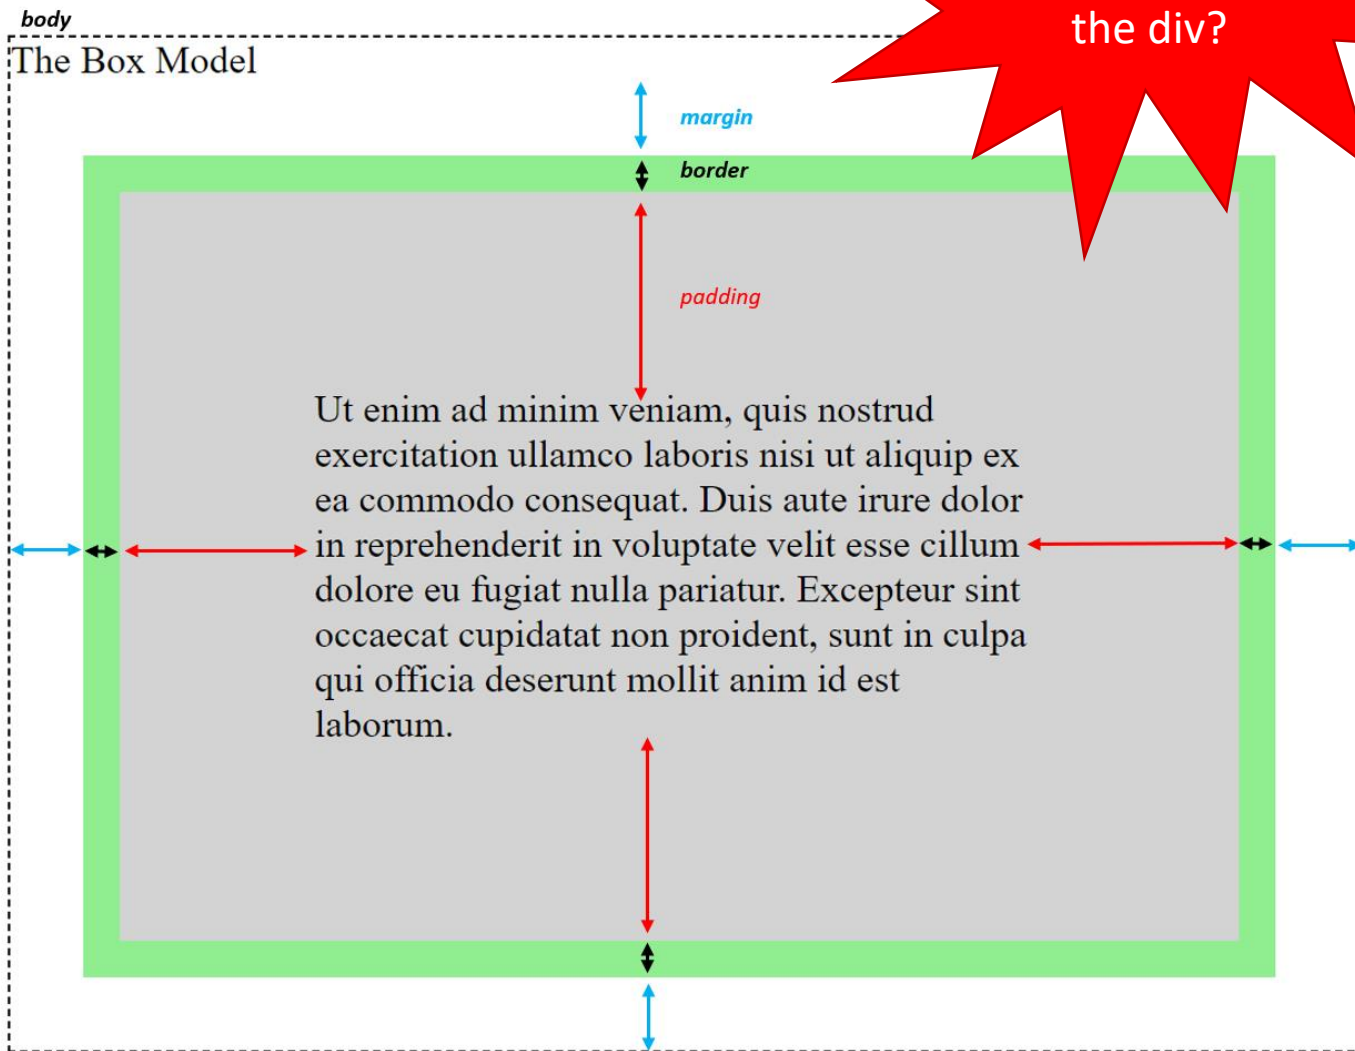 body
the div?
The Box Model
margin
border
padding
Ut enim ad minim veniam, quis nostrud
exercitation ullamco laboris nisi ut aliquip ex
ea commodo consequat. Duis aute irure dolor
in reprehenderit in voluptate velit esse cillum
dolore eu fugiat nulla pariatur. Excepteur sint
occaecat cupidatat non proident, sunt in culpa
qui officia deserunt mollit anim id est
laborum.